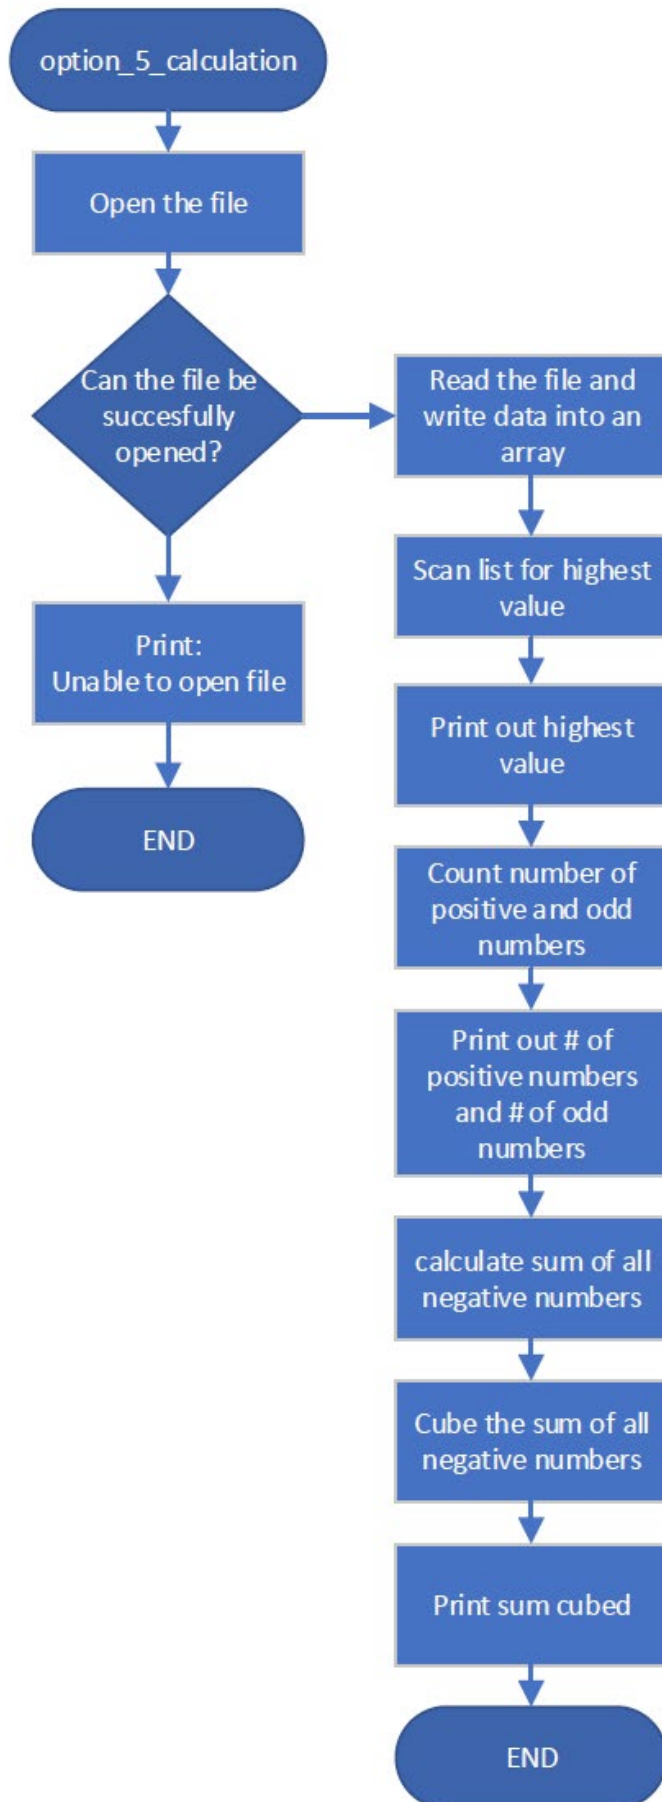 option_5_calculation
Open the file
Can the file be
succesfully
opened?
Print:
Unable to open file
END
Read the file and
write data into an
array
Scan list for highest
value
Print out highest
value
Count number of
positive and odd
numbers
Print out # of
positive numbers
and # of odd
numbers
calculate sum of all
negative numbers
Cube the sum of all
negative numbers
Print sum cubed
END